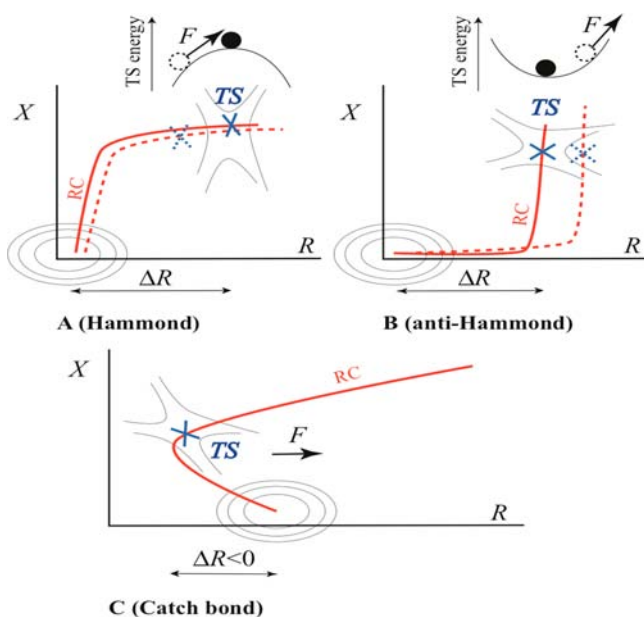 TS energy
F
TS energy
F
X
TS
RC
R
ΔR
A (Hammond)
X
TS
RC
R
ΔR
B (anti-Hammond)
X
RC
TS
F
R
ΔR<0
C (Catch bond)